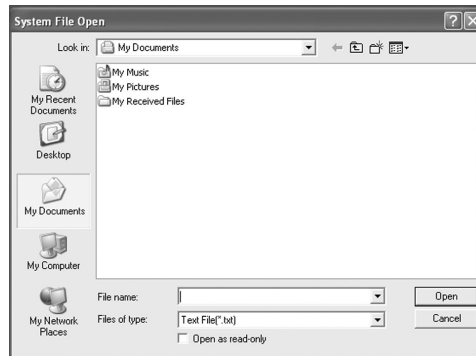 System File Open
Look in: My Documents
My Music
My Pictures
My Received Files
My Recent
Documents
Desktop
My Documents
My Computer
My Network
Places
File name:
Open
Files of type: Text File(*.txt)
Cancel
Open as read-only